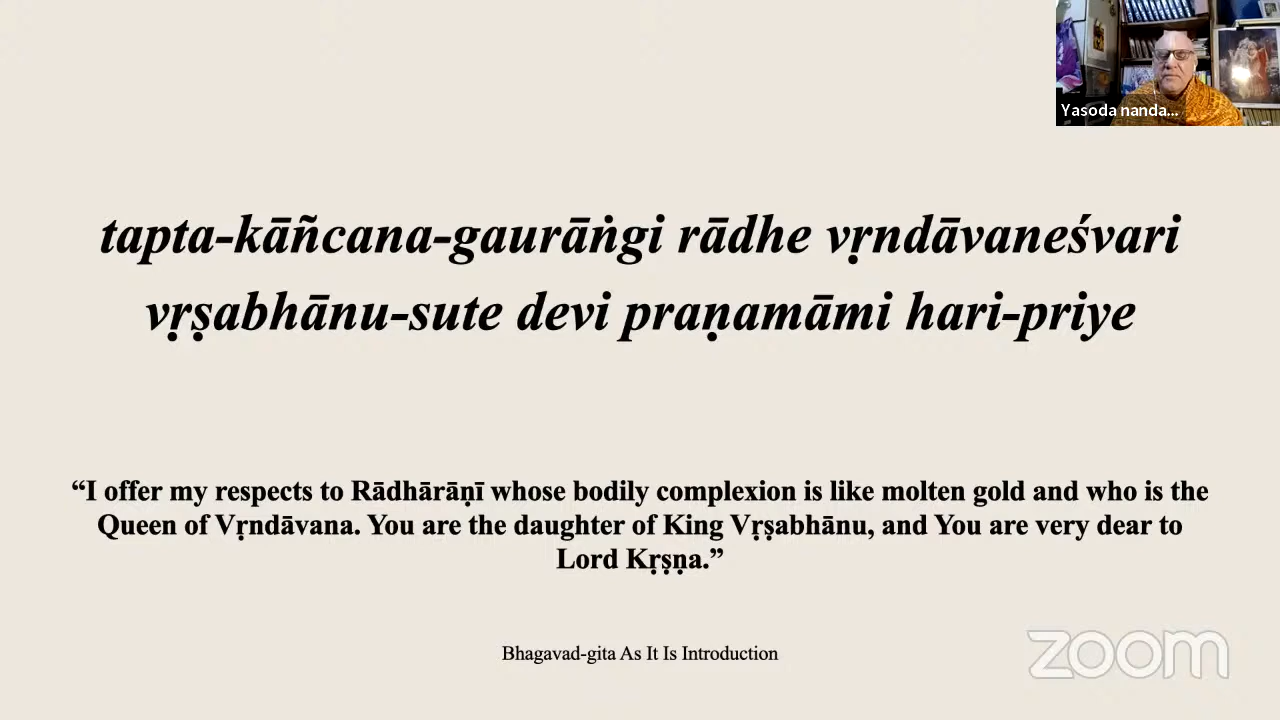 Yasoda nanda...
tapta-kāñcana-gaurāṅgi rādhe vṛndāvaneśvari
vṛṣabhānu-sute devi praṇamāmi hari-priye
“I offer my respects to Rādhārāṇī whose bodily complexion is like molten gold and who is the
Queen of Vṛndāvana. You are the daughter of King Vṛṣabhānu, and You are very dear to
Lord Kṛṣṇa.”
Bhagavad-gita As It Is Introduction
zoom